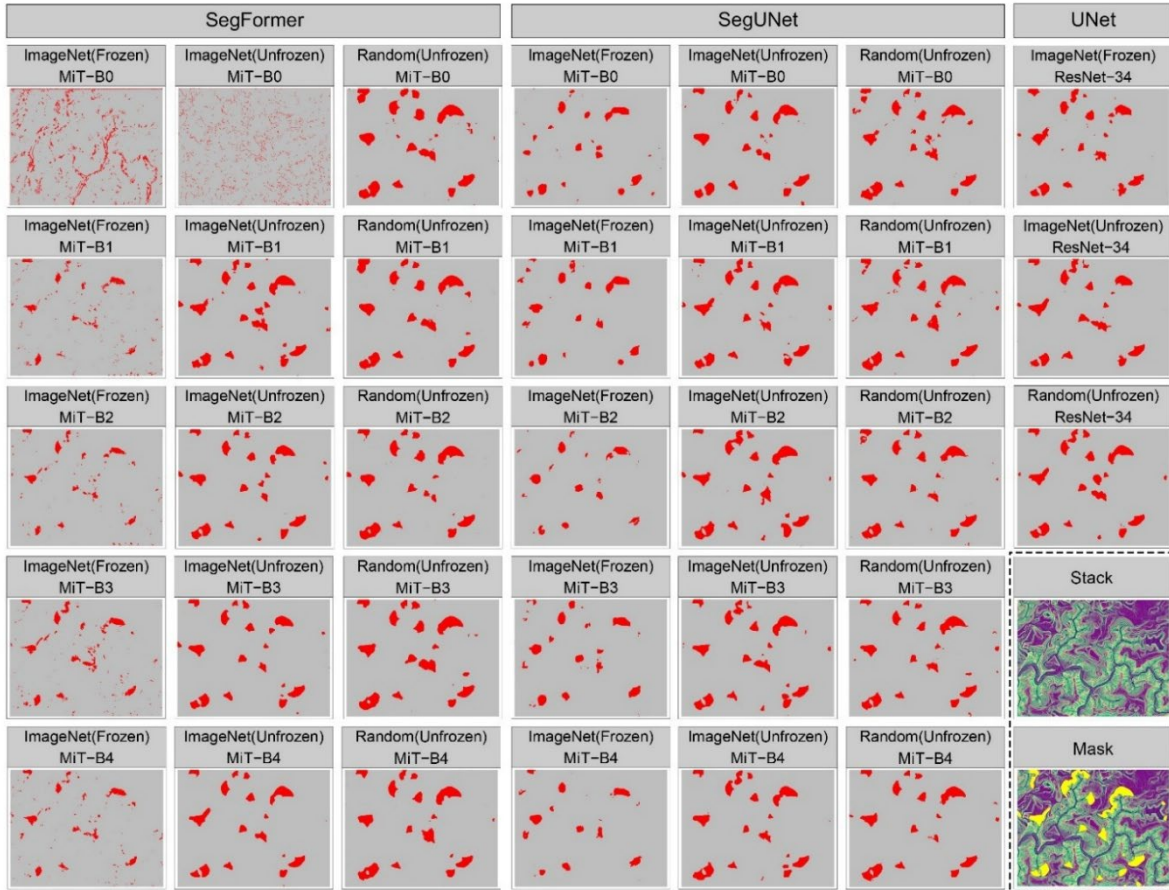 SegFormer
SegUNet
UNet
ImageNet(Frozen)
MiT-B0
ImageNet(Unfrozen)
MiT-B0
Random(Unfrozen)
MiT-B0
ImageNet(Frozen)
MiT-B0
ImageNet(Unfrozen)
MiT-B0
Random(Unfrozen)
MiT-B0
ImageNet(Frozen)
ResNet-34
ImageNet(Frozen)
MiT-B1
ImageNet(Unfrozen)
MiT-B1
Random(Unfrozen)
MiT-B1
ImageNet(Frozen)
MiT-B1
ImageNet(Unfrozen)
MiT-B1
Random(Unfrozen)
MiT-B1
ImageNet(Unfrozen)
ResNet-34
ImageNet(Frozen)
MiT-B2
ImageNet(Unfrozen)
MiT-B2
Random(Unfrozen)
MiT-B2
ImageNet(Frozen)
MiT-B2
ImageNet(Unfrozen)
MiT-B2
Random(Unfrozen)
MiT-B2
Random(Unfrozen)
ResNet-34
ImageNet(Frozen)
MiT-B3
ImageNet(Unfrozen)
MiT-B3
Random(Unfrozen)
MiT-B3
ImageNet(Frozen)
MiT-B3
ImageNet(Unfrozen)
MiT-B3
Random(Unfrozen)
MiT-B3
Stack
ImageNet(Frozen)
MiT-B4
ImageNet(Unfrozen)
MiT-B4
Random(Unfrozen)
MiT-B4
ImageNet(Frozen)
MiT-B4
ImageNet(Unfrozen)
MiT-B4
Random(Unfrozen)
MiT-B4
Mask